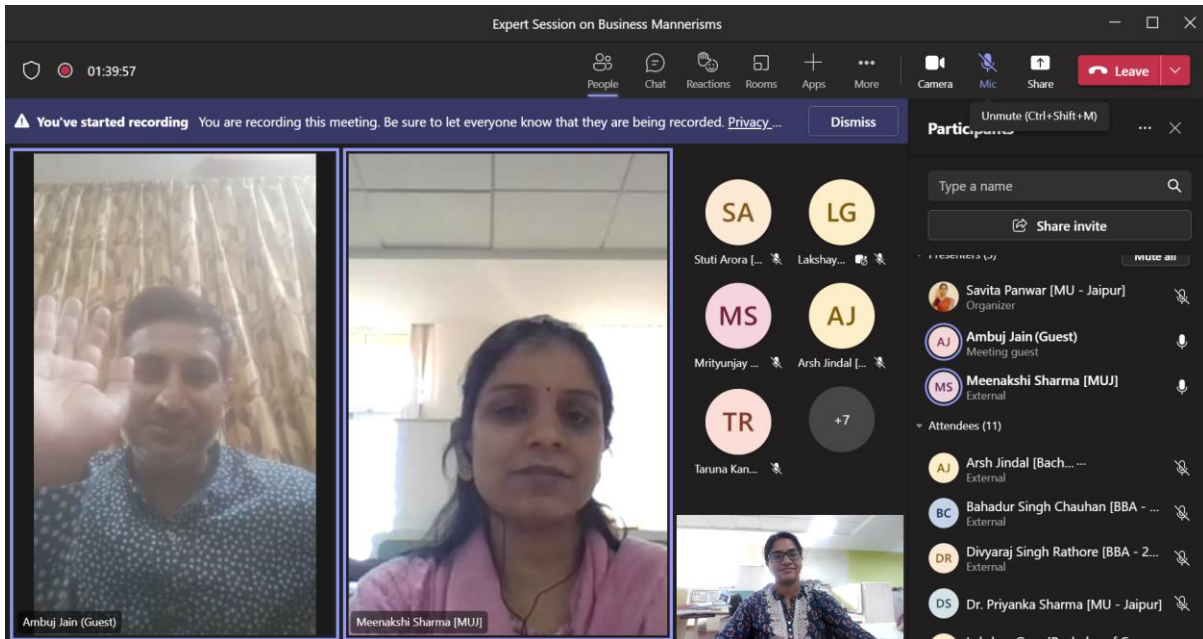 Expert Session on Business Mannerisms
01:39:57
People
Chat
Reactions
Rooms
Apps
More
Camera
Mic
Share
Leave
You've started recording You are recording this meeting. Be sure to let everyone know that they are being recorded. Privacy ...
Dismiss
Unmute (Ctrl+Shift+M)
Participants
Type a name
Share invite
Presenters (3)
Mute all
Savita Panwar [MU - Jaipur]
Organizer
AJ
Ambuj Jain (Guest)
Meeting guest
MS
Meenakshi Sharma [MUJ]
External
Attendees (11)
AJ
Arsh Jindal [Bach... ...
External
BC
Bahadur Singh Chauhan [BBA - ...
External
DR
Divyaraj Singh Rathore [BBA - 2...
External
DS
Dr. Priyanka Sharma [MU - Jaipur]
SA
Stuti Arora [...
LG
Lakshay...
MS
Mrityunjay ...
AJ
Arsh Jindal [...
TR
Taruna Kan...
+7
Ambuj Jain (Guest)
Meenakshi Sharma [MUJ]